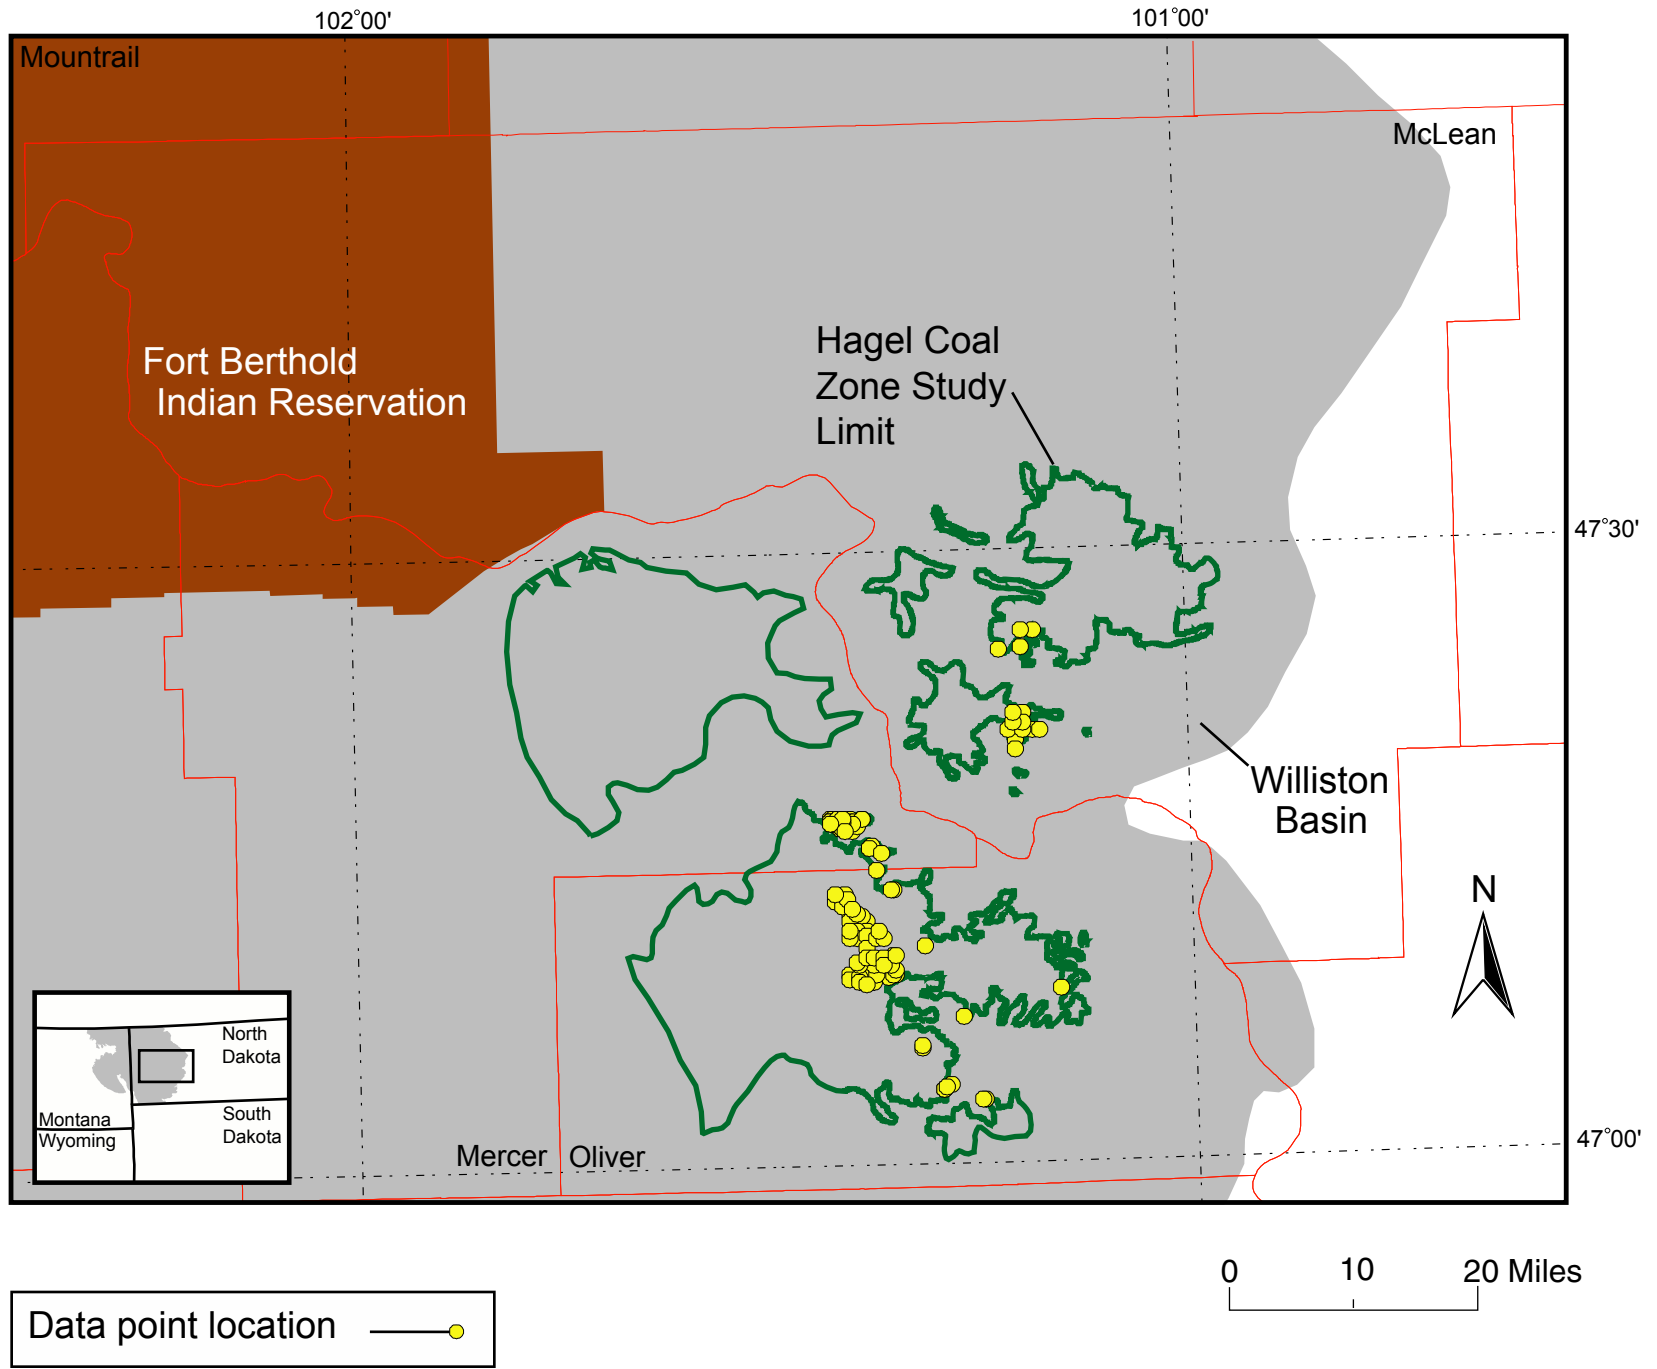 102°00'
101°00'
Mountrail
McLean
Hagel Coal
Zone Study
Limit
Fort Berthold
Indian Reservation
47°30'
Williston
Basin
N
North
Dakota
South
Dakota
Montana
Wyoming
Mercer
Oliver
47°00'
0
10
20 Miles
Data point location